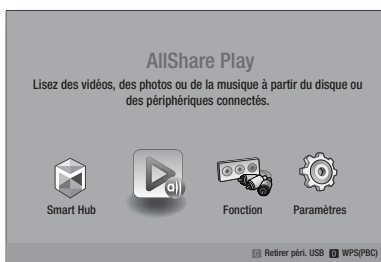 AllShare Play
Lisez des vidéos, des photos ou de la musique à partir du disque ou
des périphériques connectés.
Smart Hub
Fonction
Paramètres
C Retirer péri. USB D WPS(PBC)